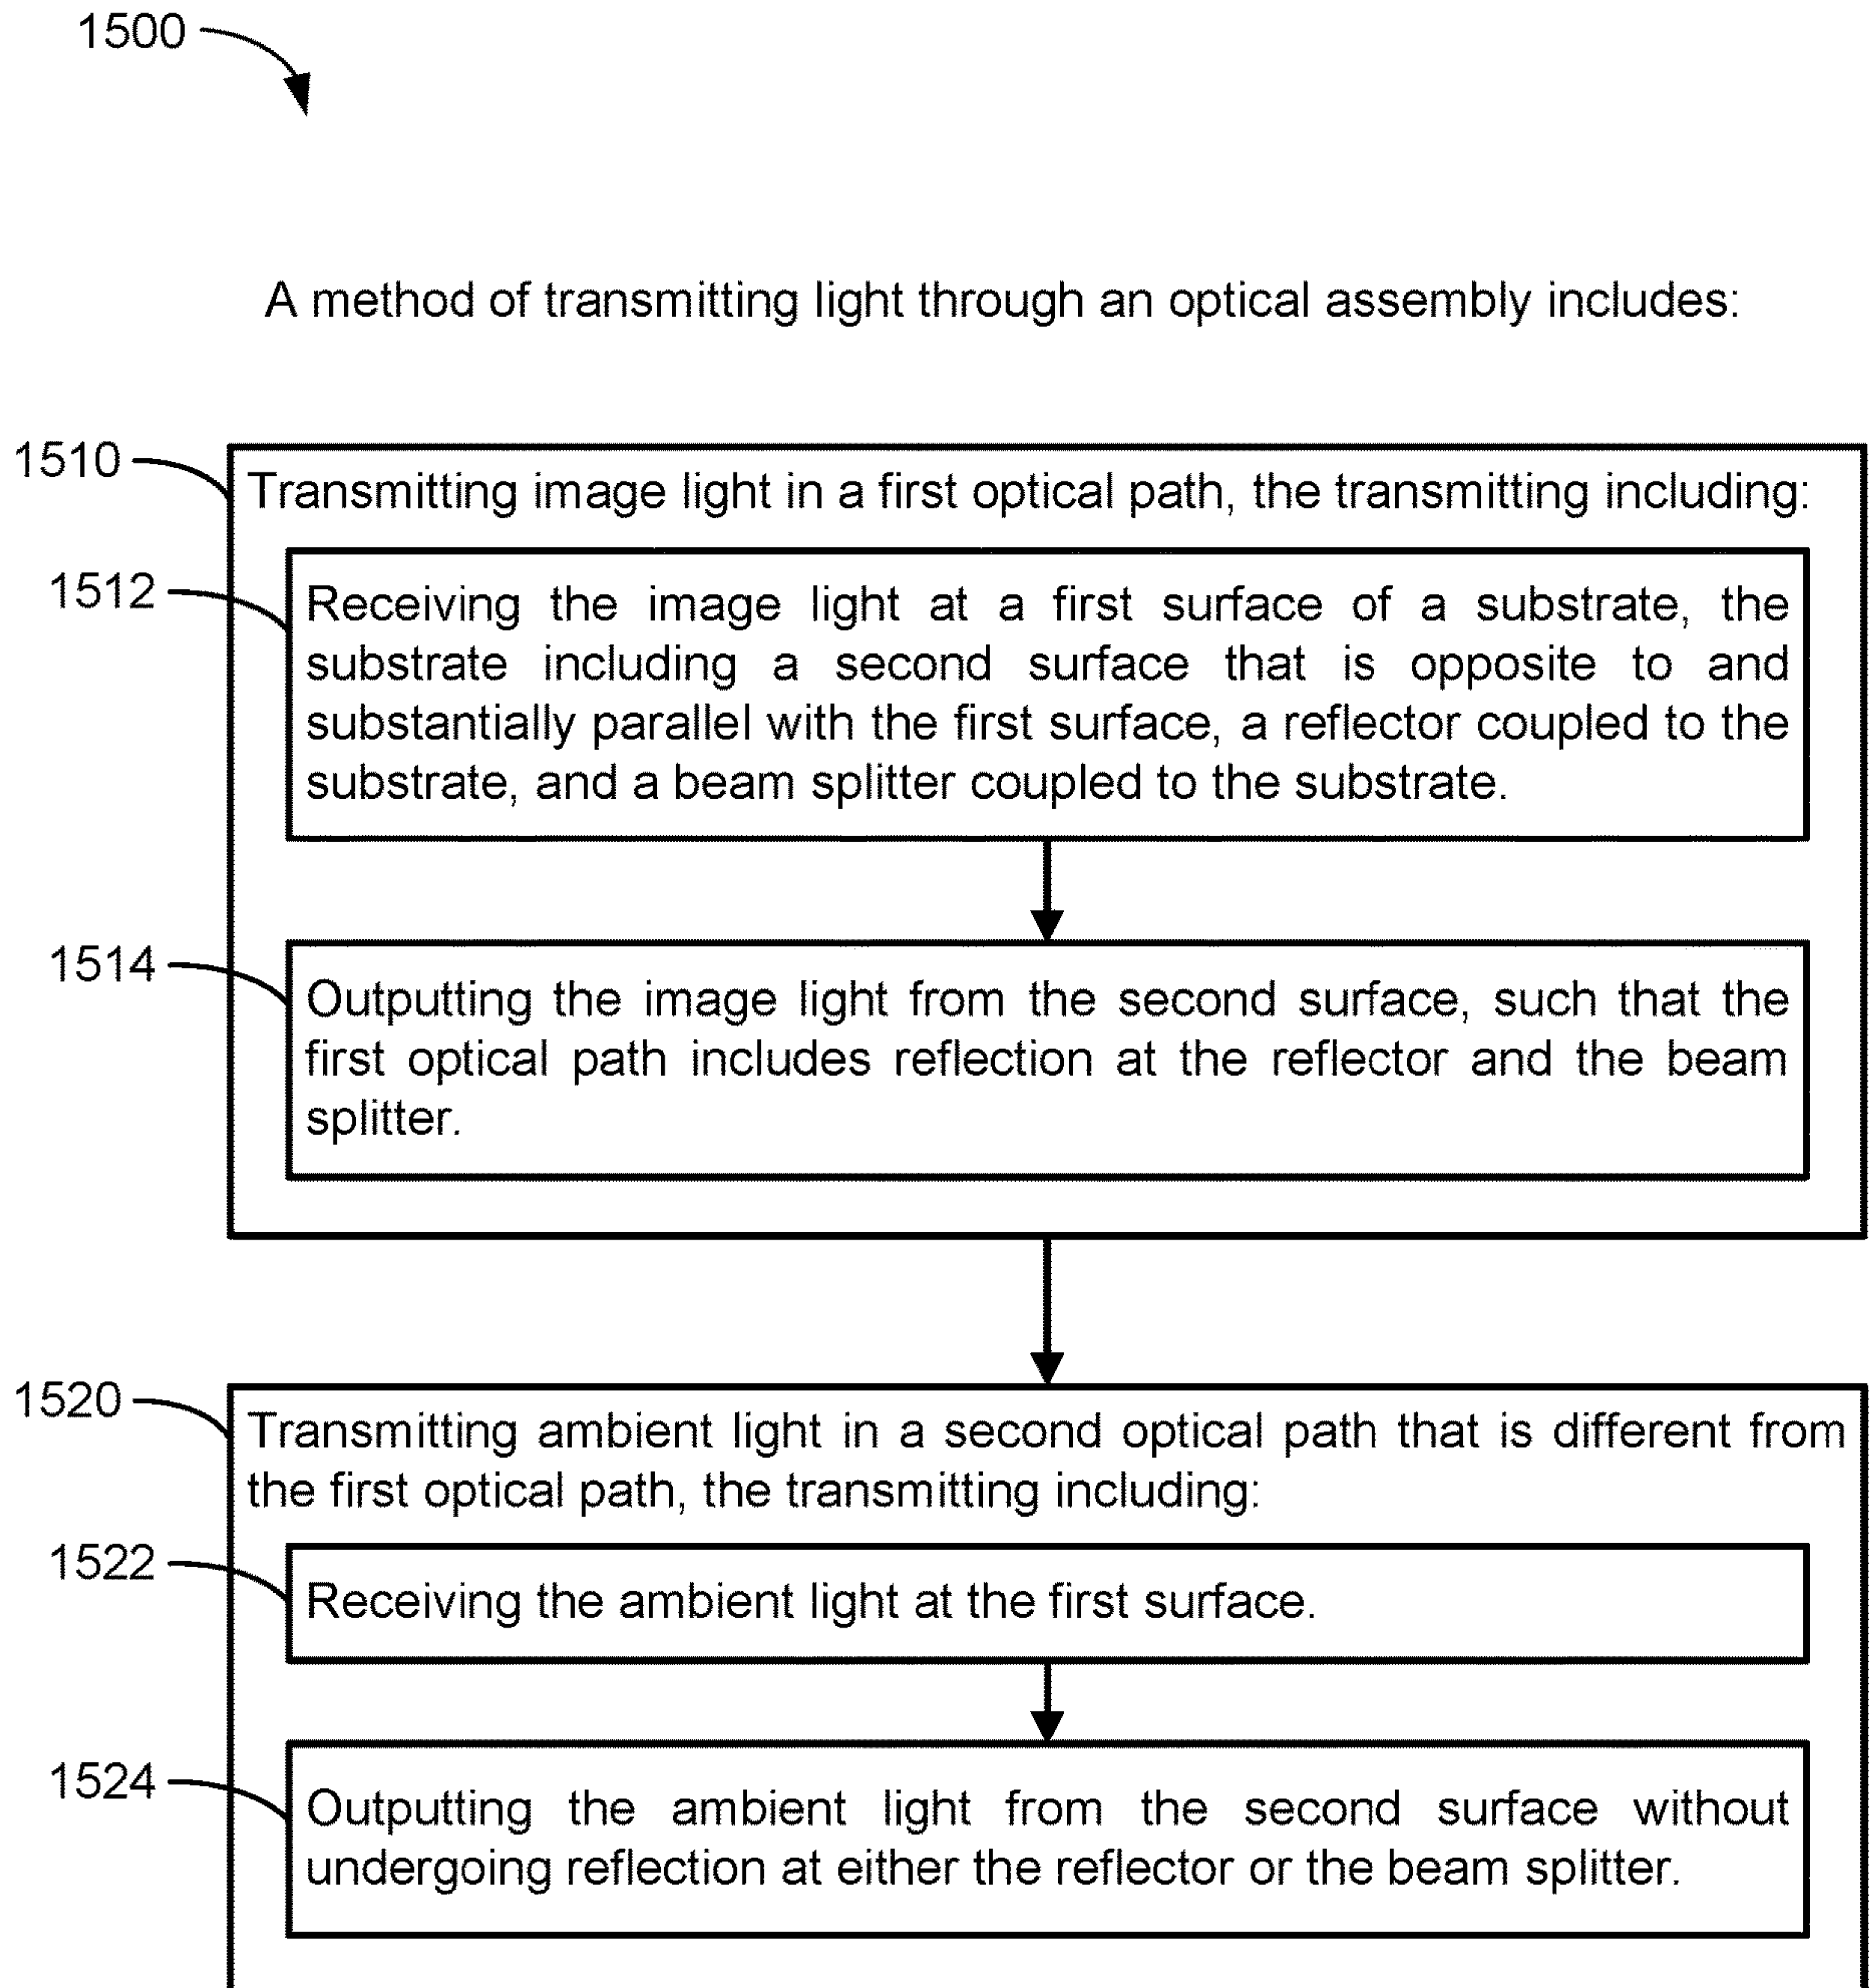 1500
A method of transmitting light through an optical assembly includes:
1510
Transmitting image light in a first optical path, the transmitting including:
1512
Receiving the image light at a first surface of a substrate, the
substrate including a second surface that is opposite to and
substantially parallel with the first surface, a reflector coupled to the
substrate, and a beam splitter coupled to the substrate.
1514
Outputting the image light from the second surface, such that the
first optical path includes reflection at the reflector and the beam
splitter.
1520
Transmitting ambient light in a second optical path that is different from
the first optical path, the transmitting including:
1522
Receiving the ambient light at the first surface.
1524
Outputting the ambient light from the second surface without
undergoing reflection at either the reflector or the beam splitter.